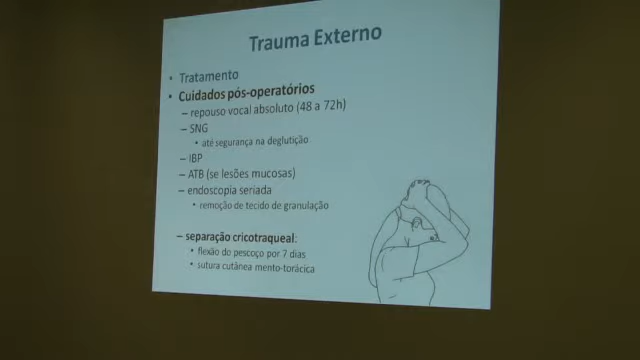 Trauma Externo
• Tratamento
• Cuidados pós-operatórios
– repouso vocal absoluto (48 a 72h)
– SNG
• até segurança na deglutição
– IBP
– ATB (se lesões mucosas)
– endoscopia seriada
• remoção de tecido de granulação
– separação cricotraqueal:
• flexão do pescoço por 7 dias
• sutura cutânea mento-torácica